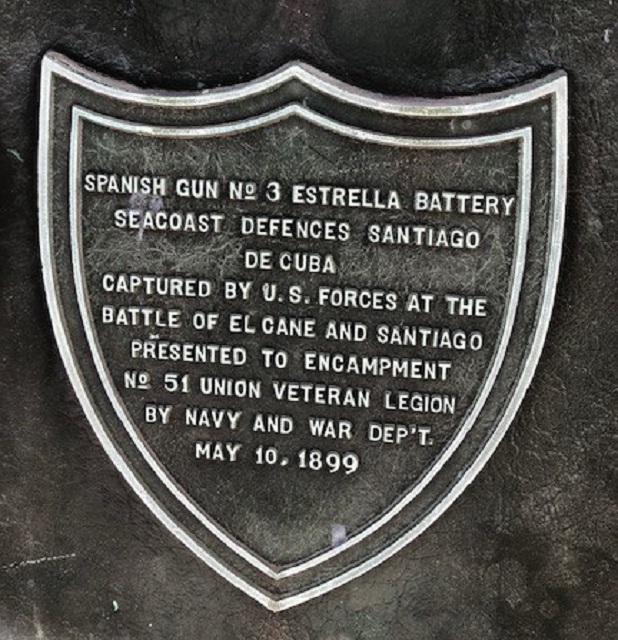 SPANISH GUN Nº 3 ESTRELLA BATTERY
SEACOAST DEFENCES SANTIAGO
DE CUBA
CAPTURED BY U.S. FORCES AT THE
BATTLE OF EL CANE AND SANTIAGO
PRESENTED TO ENCAMPMENT
Nº 51 UNION VETERAN LEGION
BY NAVY AND WAR DEP'T.
MAY 10, 1899